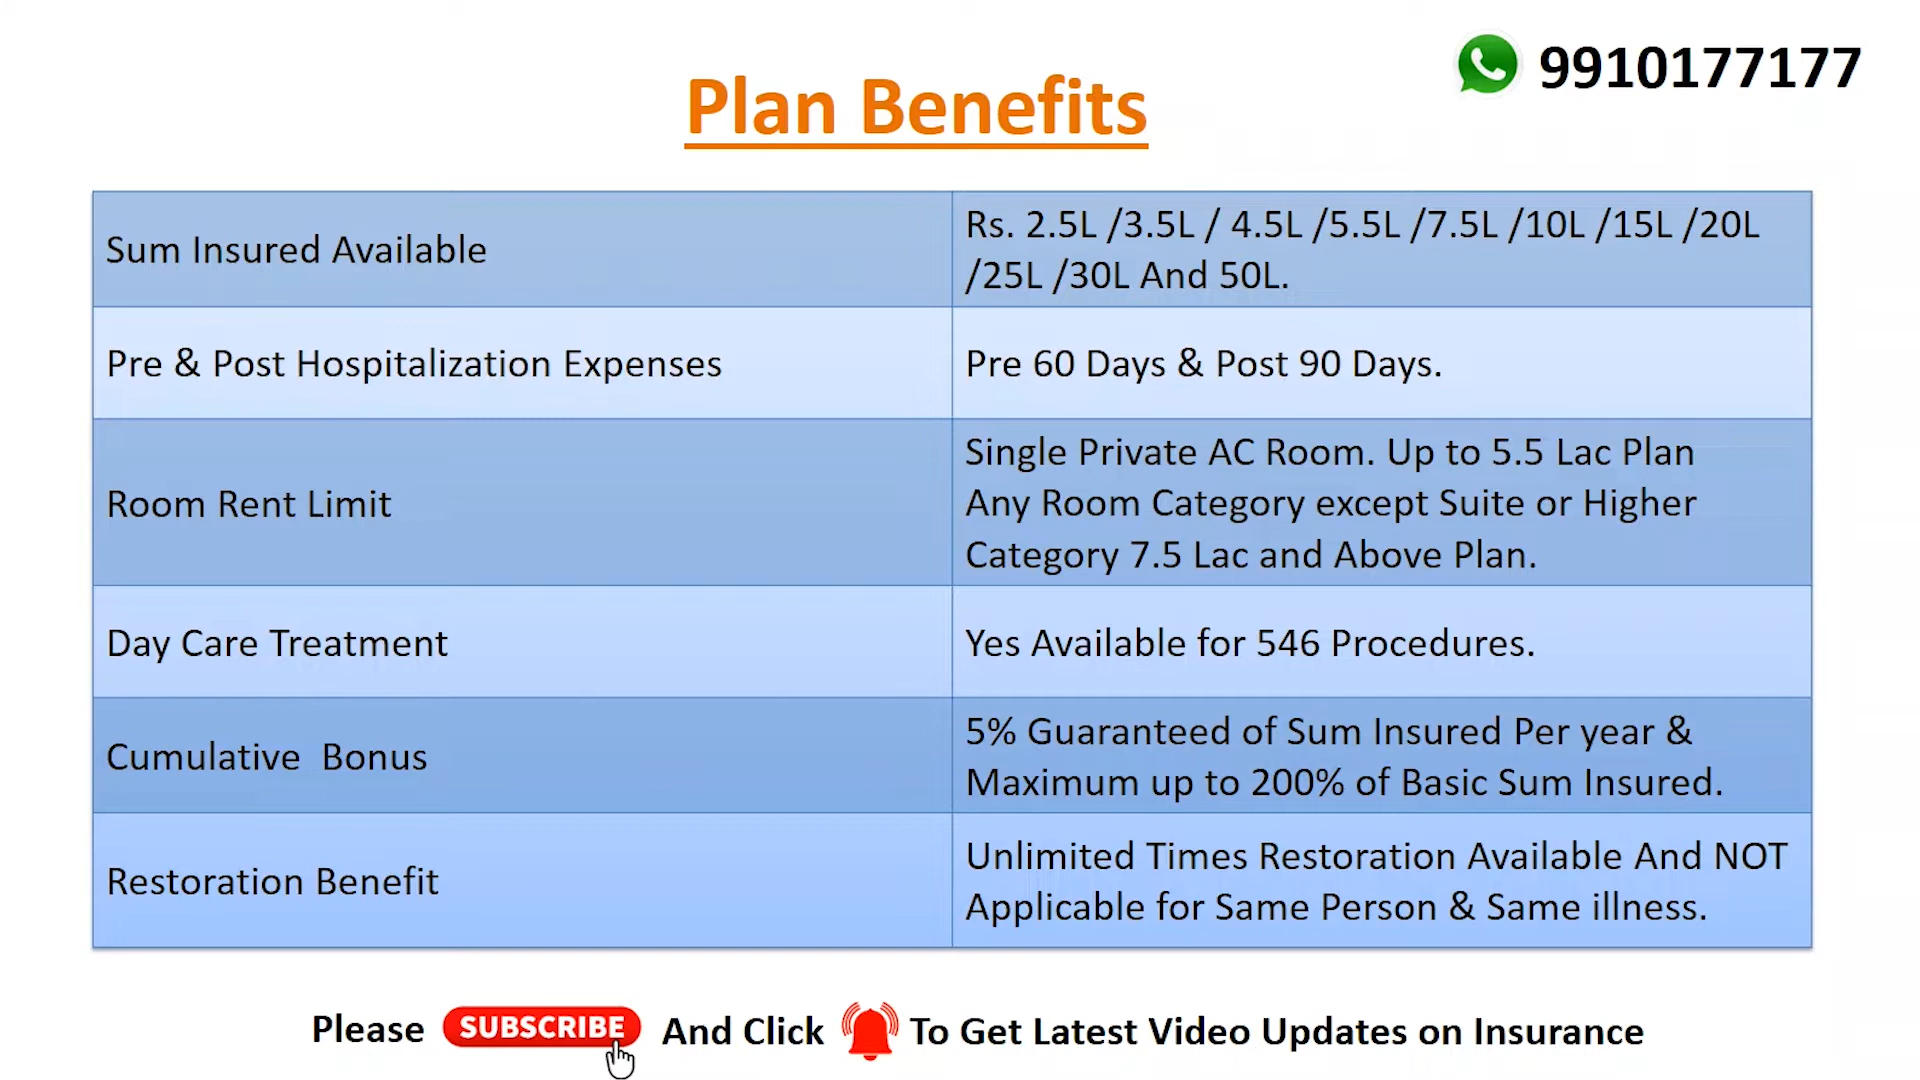 9910177177
Plan Benefits
Sum Insured Available
Rs. 2.5L /3.5L / 4.5L /5.5L /7.5L /10L /15L /20L
/25L /30L And 50L.
Pre & Post Hospitalization Expenses
Pre 60 Days & Post 90 Days.
Room Rent Limit
Single Private AC Room. Up to 5.5 Lac Plan
Any Room Category except Suite or Higher
Category 7.5 Lac and Above Plan.
Day Care Treatment
Yes Available for 546 Procedures.
Cumulative  Bonus
5% Guaranteed of Sum Insured Per year &
Maximum up to 200% of Basic Sum Insured.
Restoration Benefit
Unlimited Times Restoration Available And NOT
Applicable for Same Person & Same illness.
Please SUBSCRIBE And Click To Get Latest Video Updates on Insurance